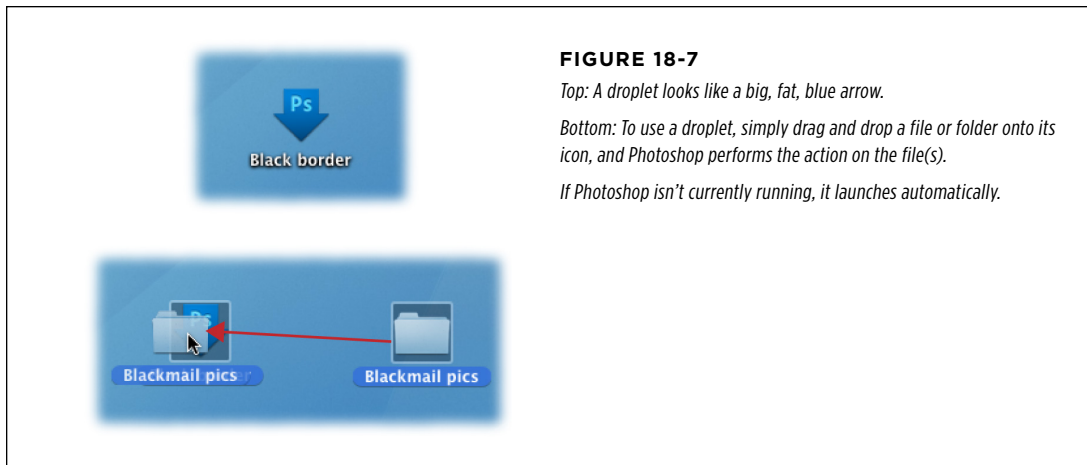 Ps
Black border
Ps
Blackmail pics
Blackmail pics
FIGURE 18-7
Top: A droplet looks like a big, fat, blue arrow.
Bottom: To use a droplet, simply drag and drop a file or folder onto its
icon, and Photoshop performs the action on the file(s).
If Photoshop isn't currently running, it launches automatically.